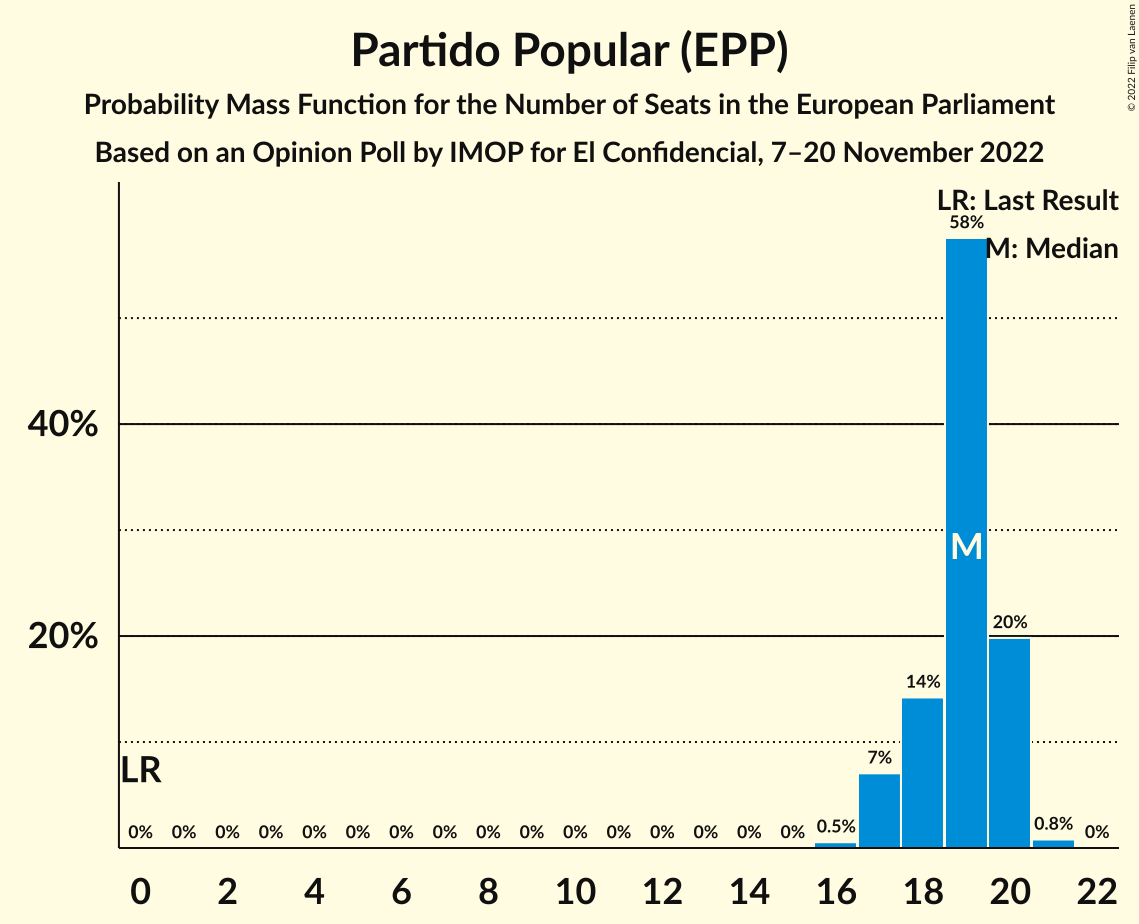 Partido Popular (EPP)
Probability Mass Function for the Number of Seats in the European Parliament
Based on an Opinion Poll by IMOP for El Confidencial, 7–20 November 2022
© 2022 Filip van Laenen
LR: Last Result
58%
M: Median
40%
M
20%
20%
14%
7%
LR
0% 0% 0% 0% 0% 0% 0% 0% 0% 0% 0% 0% 0% 0% 0% 0% 0.5% 0.8% 0%
0 2 4 6 8 10 12 14 16 18 20 22